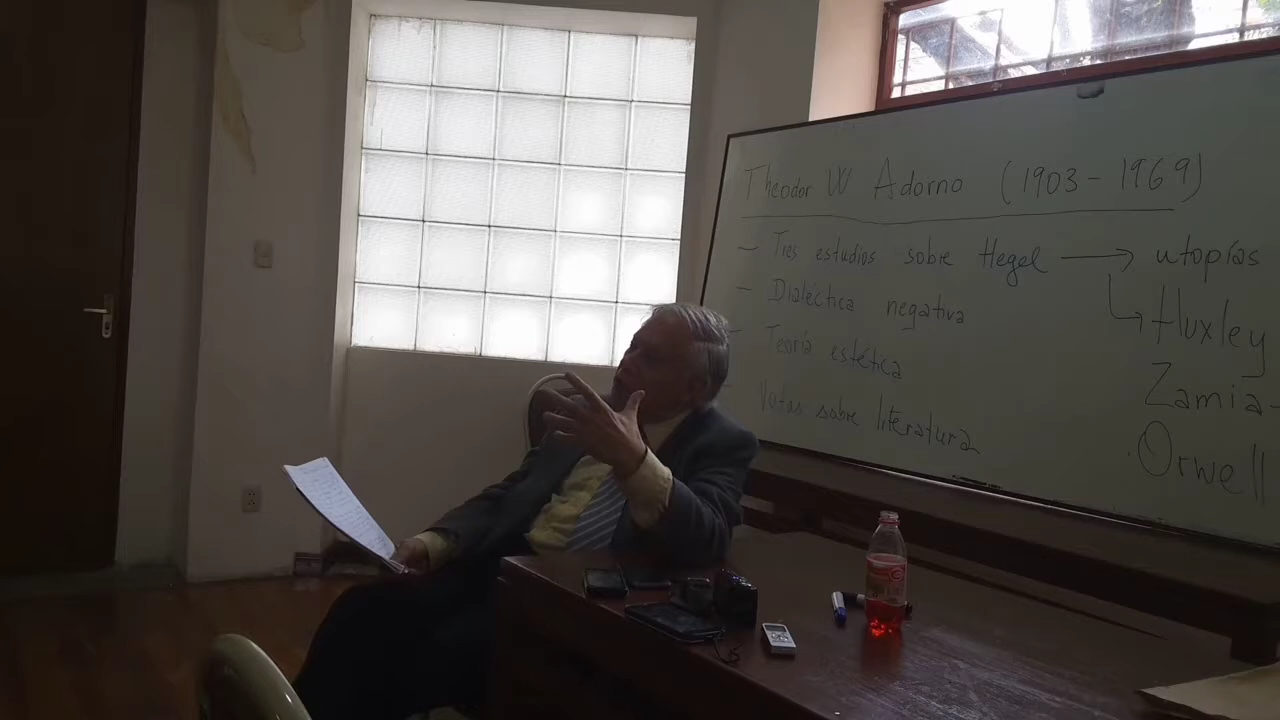 Theodor W Adorno (1903 - 1969)
- Tres estudios sobre Hegel → utopías
- Dialéctica negativa ↳ Huxley
- Teoría estética Zamia-
Notas sobre literatura Orwell